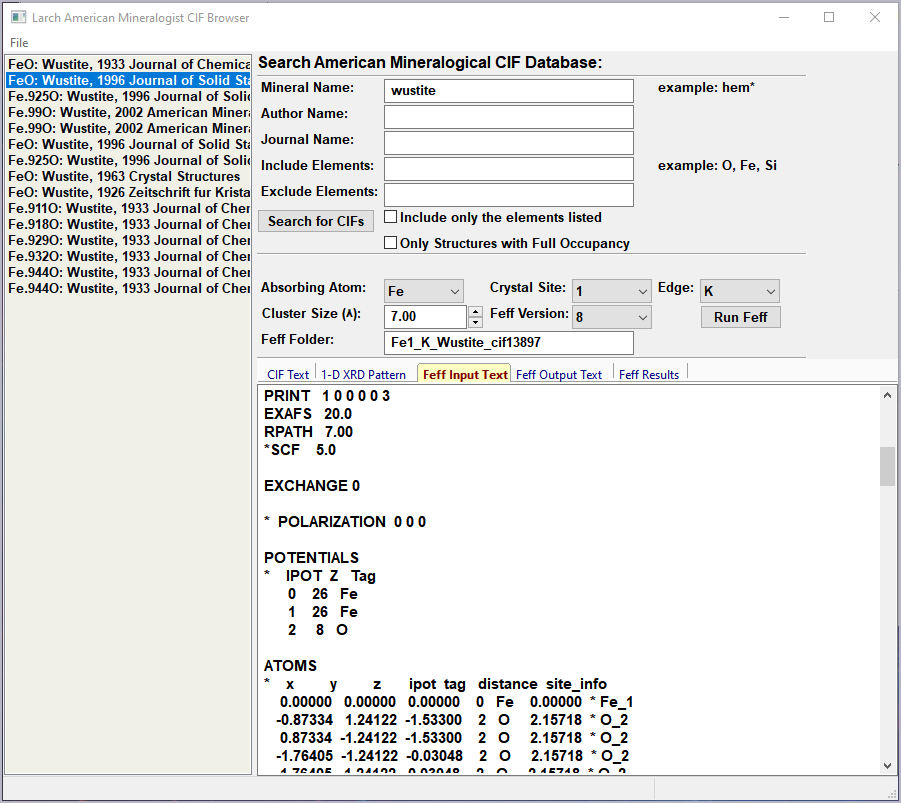 Larch American Mineralogist CIF Browser
File
FeO: Wustite, 1933 Journal of Chemica
FeO: Wustite, 1996 Journal of Solid Sta
Fe.925O: Wustite, 1996 Journal of Solid
Fe.99O: Wustite, 2002 American Minera
Fe.99O: Wustite, 2002 American Minera
FeO: Wustite, 1996 Journal of Solid Sta
Fe.925O: Wustite, 1996 Journal of Solid
FeO: Wustite, 1963 Crystal Structures
FeO: Wustite, 1926 Zeitschrift fur Krista
Fe.911O: Wustite, 1933 Journal of Cher
Fe.918O: Wustite, 1933 Journal of Cher
Fe.929O: Wustite, 1933 Journal of Cher
Fe.932O: Wustite, 1933 Journal of Cher
Fe.944O: Wustite, 1933 Journal of Cher
Fe.944O: Wustite, 1933 Journal of Cher
Search American Mineralogical CIF Database:
Mineral Name: wustite example: hem*
Author Name:
Journal Name:
Include Elements: example: O, Fe, Si
Exclude Elements:
Search for CIFs Include only the elements listed
Only Structures with Full Occupancy
Absorbing Atom: Fe Crystal Site: 1 Edge: K
Cluster Size (Å): 7.00 Feff Version: 8 Run Feff
Feff Folder: Fe1_K_Wustite_cif13897
CIF Text 1-D XRD Pattern Feff Input Text Feff Output Text Feff Results
PRINT 1 0 0 0 0 3
EXAFS 20.0
RPATH 7.00
*SCF 5.0
EXCHANGE 0
* POLARIZATION 0 0 0
POTENTIALS
* IPOT Z Tag
0 26 Fe
1 26 Fe
2 8 O
ATOMS
* x y z ipot tag distance site_info
0.00000 0.00000 0.00000 0 Fe 0.00000 * Fe_1
-0.87334 1.24122 -1.53300 2 O 2.15718 * O_2
0.87334 -1.24122 -1.53300 2 O 2.15718 * O_2
-1.76405 -1.24122 -0.03048 2 O 2.15718 * O_2
1.76405 1.24122 0.03048 2 O 2.15718 * O_2